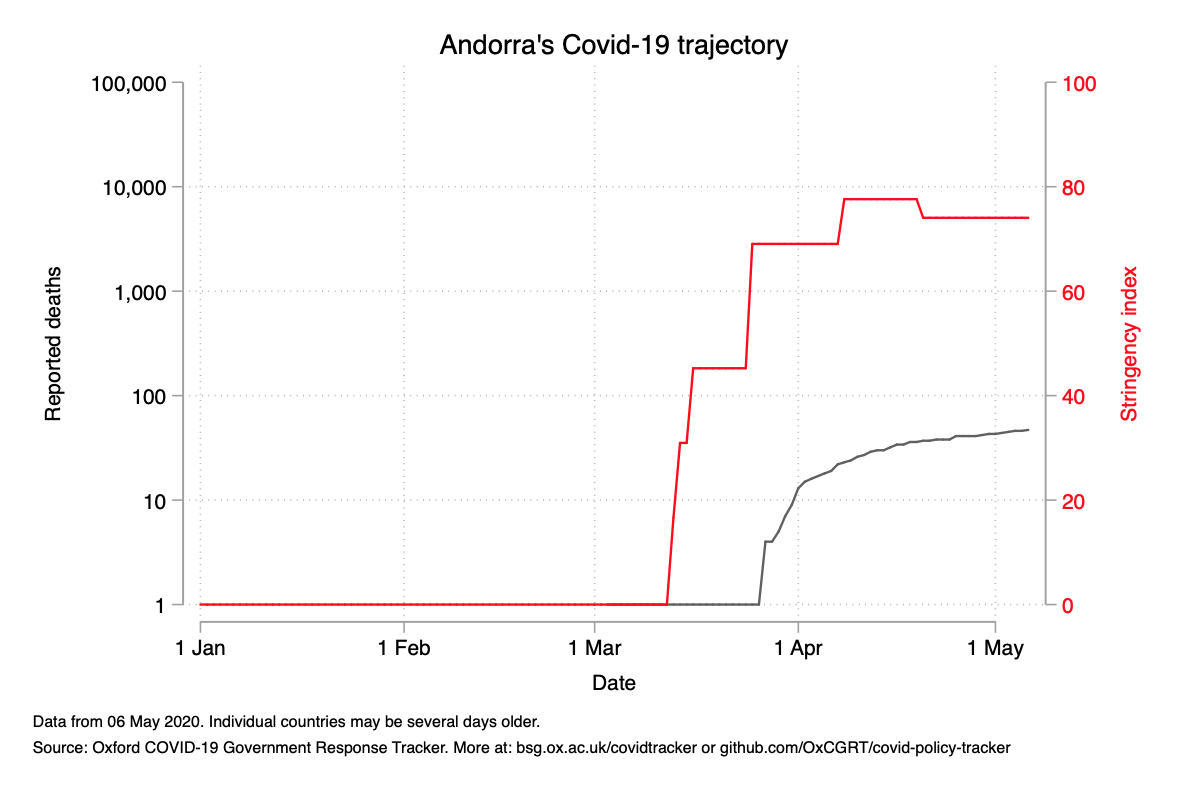 Andorra's Covid-19 trajectory
100,000
10,000
1,000
100
10
1
Reported deaths
100
80
60
40
20
0
Stringency index
1 Jan
1 Feb
1 Mar
1 Apr
1 May
Date
Data from 06 May 2020. Individual countries may be several days older.
Source: Oxford COVID-19 Government Response Tracker. More at: bsg.ox.ac.uk/covidtracker or github.com/OxCGRT/covid-policy-tracker